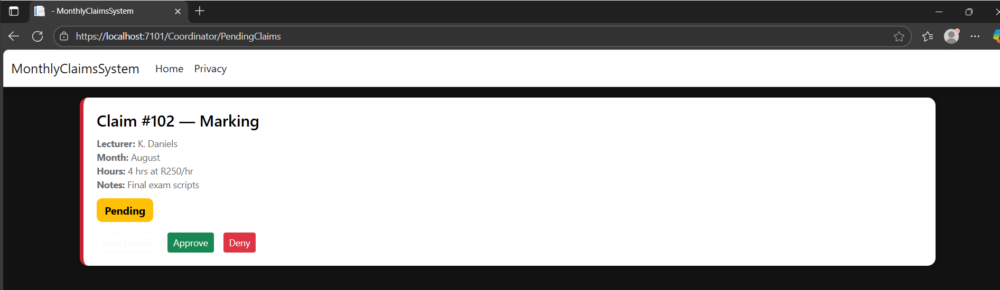 - MonthlyClaimsSystem
https://localhost:7101/Coordinator/PendingClaims
MonthlyClaimsSystem Home Privacy
Claim #102 — Marking
Lecturer: K. Daniels
Month: August
Hours: 4 hrs at R250/hr
Notes: Final exam scripts
Pending
View Details Approve Deny